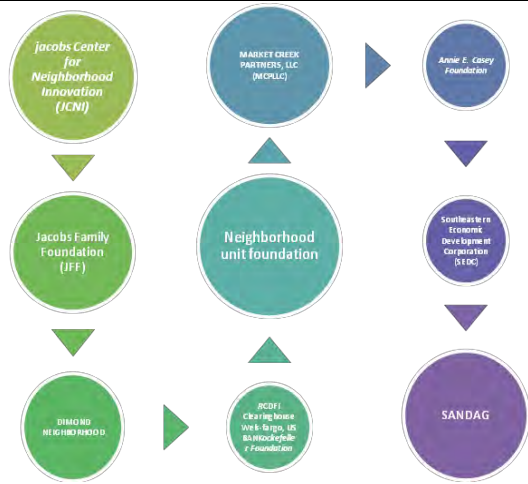 jacobs Center
for
Neighborhood
Innovation
(JCNI)
Jacobs Family
Foundation
(JFF)
DIMOND
NEIGHBORHOOD
RCDFI
Clearinghouse
Wells-fargo, US
BANKockefelle
r Foundation
Neighborhood
unit foundation
MARKET CREEK
PARTNERS, LLC
(MCPLLC)
Annie E. Casey
Foundation
Southeastern
Economic
Development
Corporation
(SEDC)
SANDAG